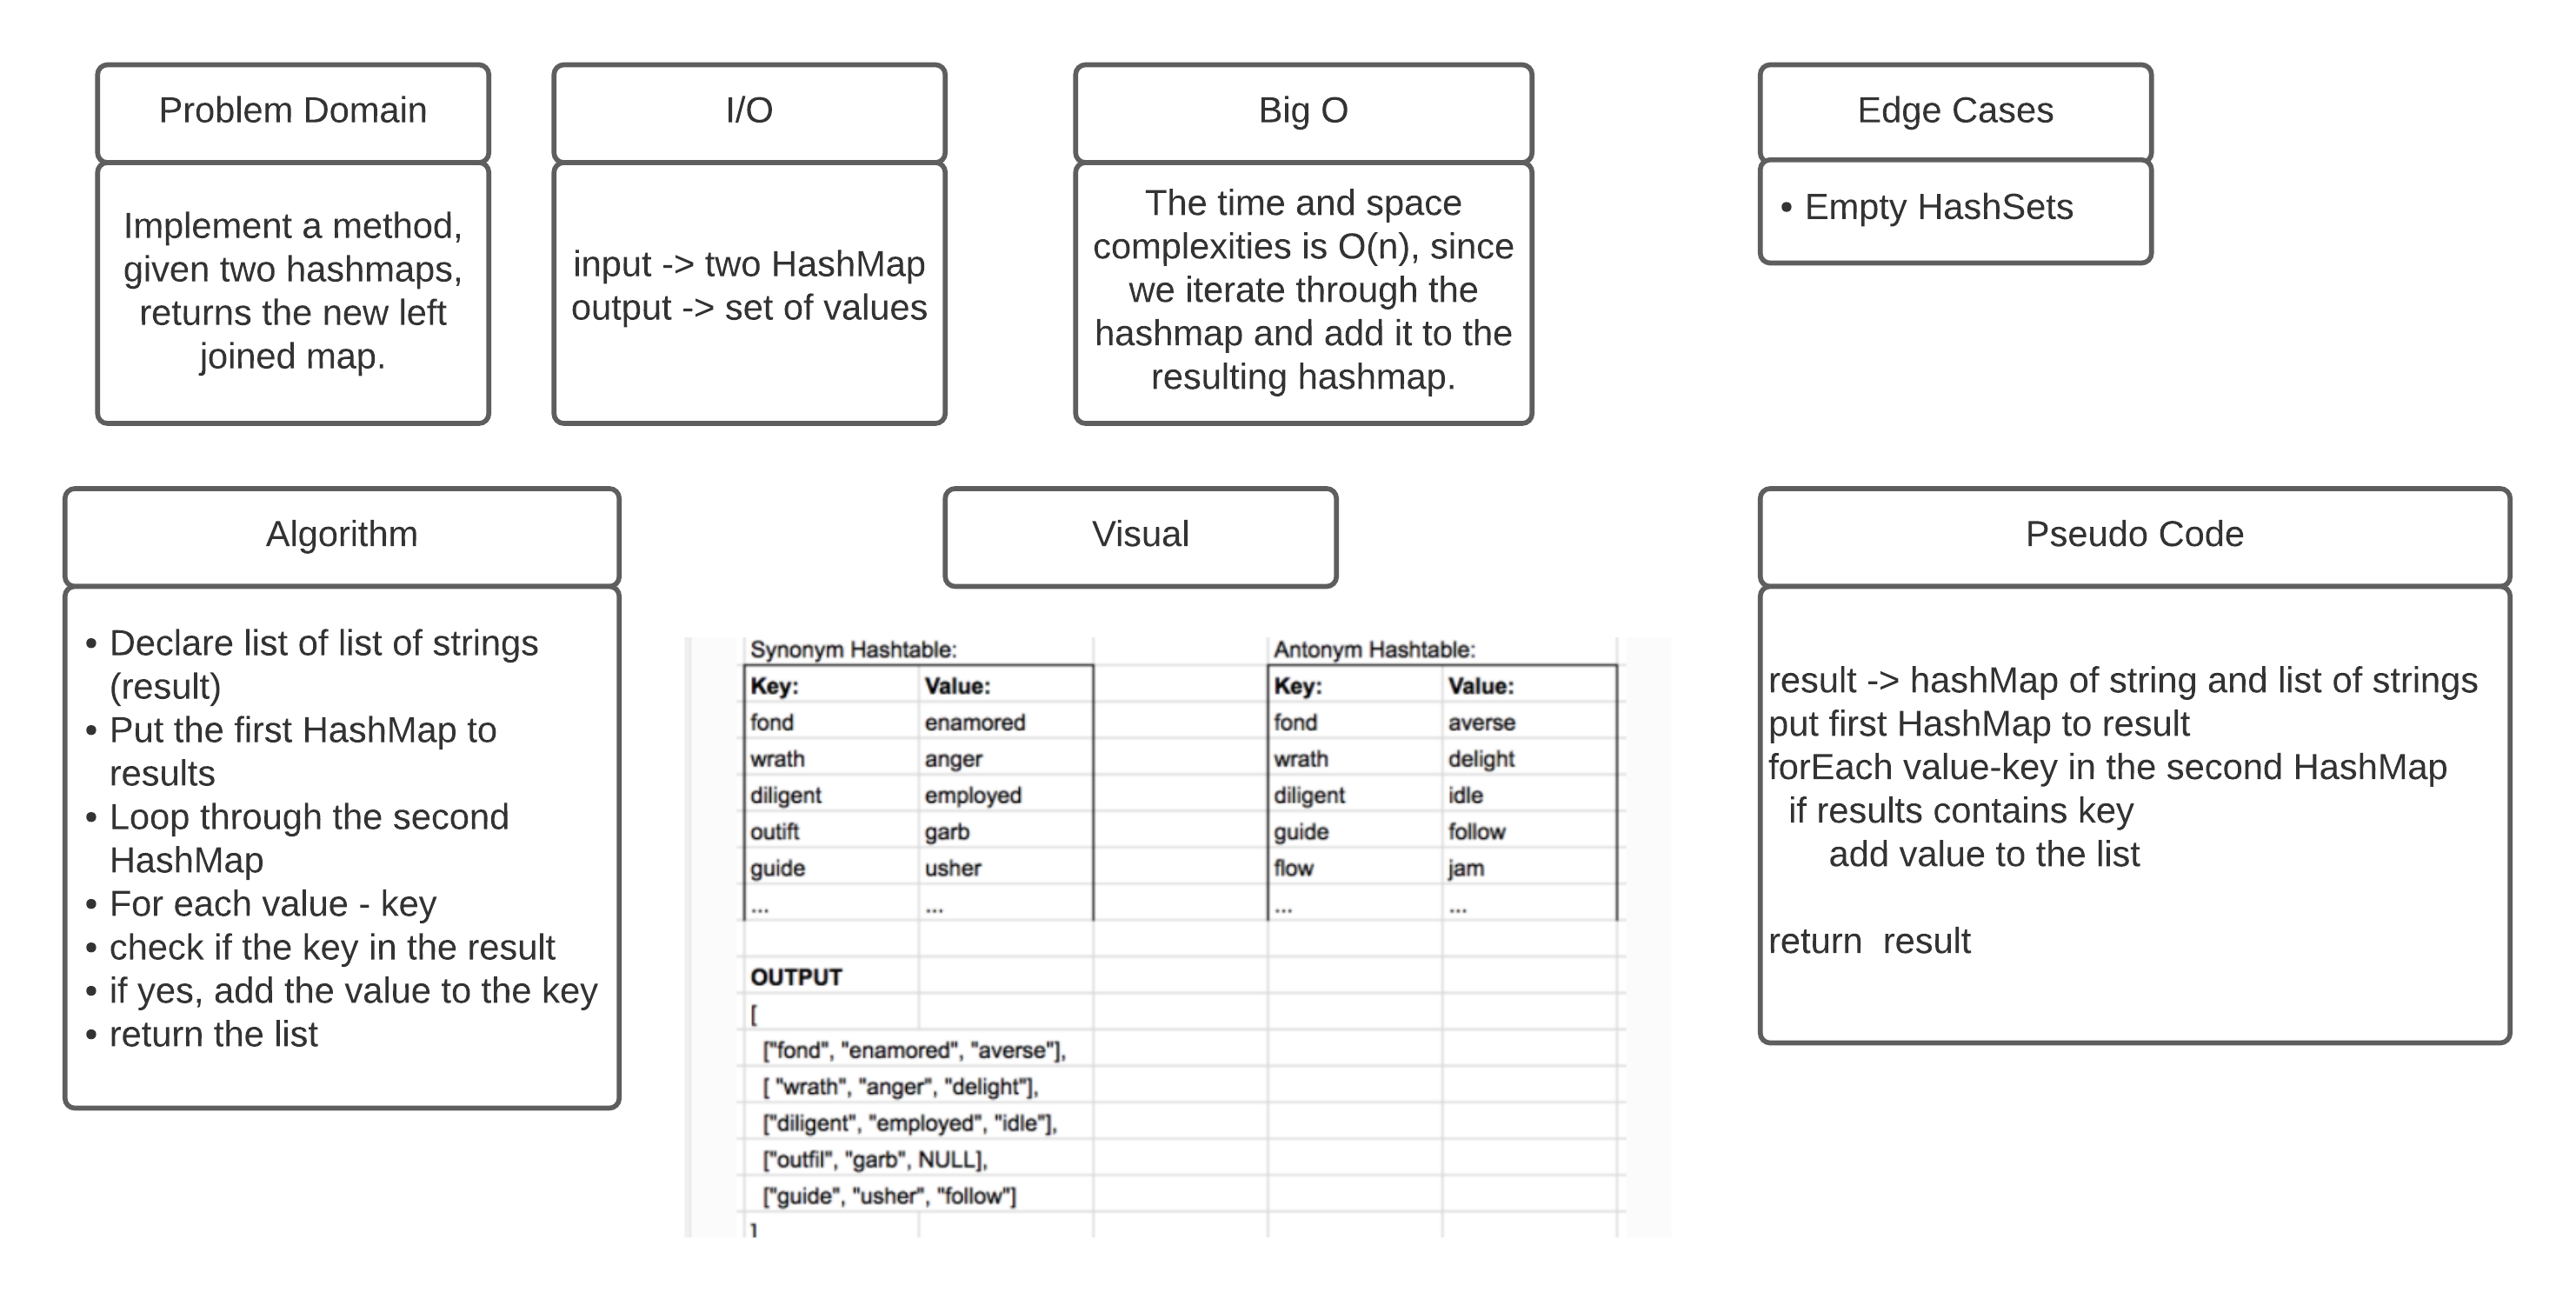 Problem Domain
Implement a method,
given two hashmaps,
returns the new left
joined map.
I/O
input -> two HashMap
output -> set of values
Big O
The time and space
complexities is O(n), since
we iterate through the
hashmap and add it to the
resulting hashmap.
Edge Cases
• Empty HashSets
Algorithm
• Declare list of list of strings
(result)
• Put the first HashMap to
results
• Loop through the second
HashMap
• For each value - key
• check if the key in the result
• if yes, add the value to the key
• return the list
Visual
Synonym Hashtable: Antonym Hashtable:
Key: Value: Key: Value:
fond enamored fond averse
wrath anger wrath delight
diligent employed diligent idle
outift garb guide follow
guide usher flow jam
... ... ... ...
OUTPUT
[
["fond", "enamored", "averse"],
[ "wrath", "anger", "delight"],
["diligent", "employed", "idle"],
["outfil", "garb", NULL],
["guide", "usher", "follow"]
]
Pseudo Code
result -> hashMap of string and list of strings
put first HashMap to result
forEach value-key in the second HashMap
if results contains key
add value to the list
return result